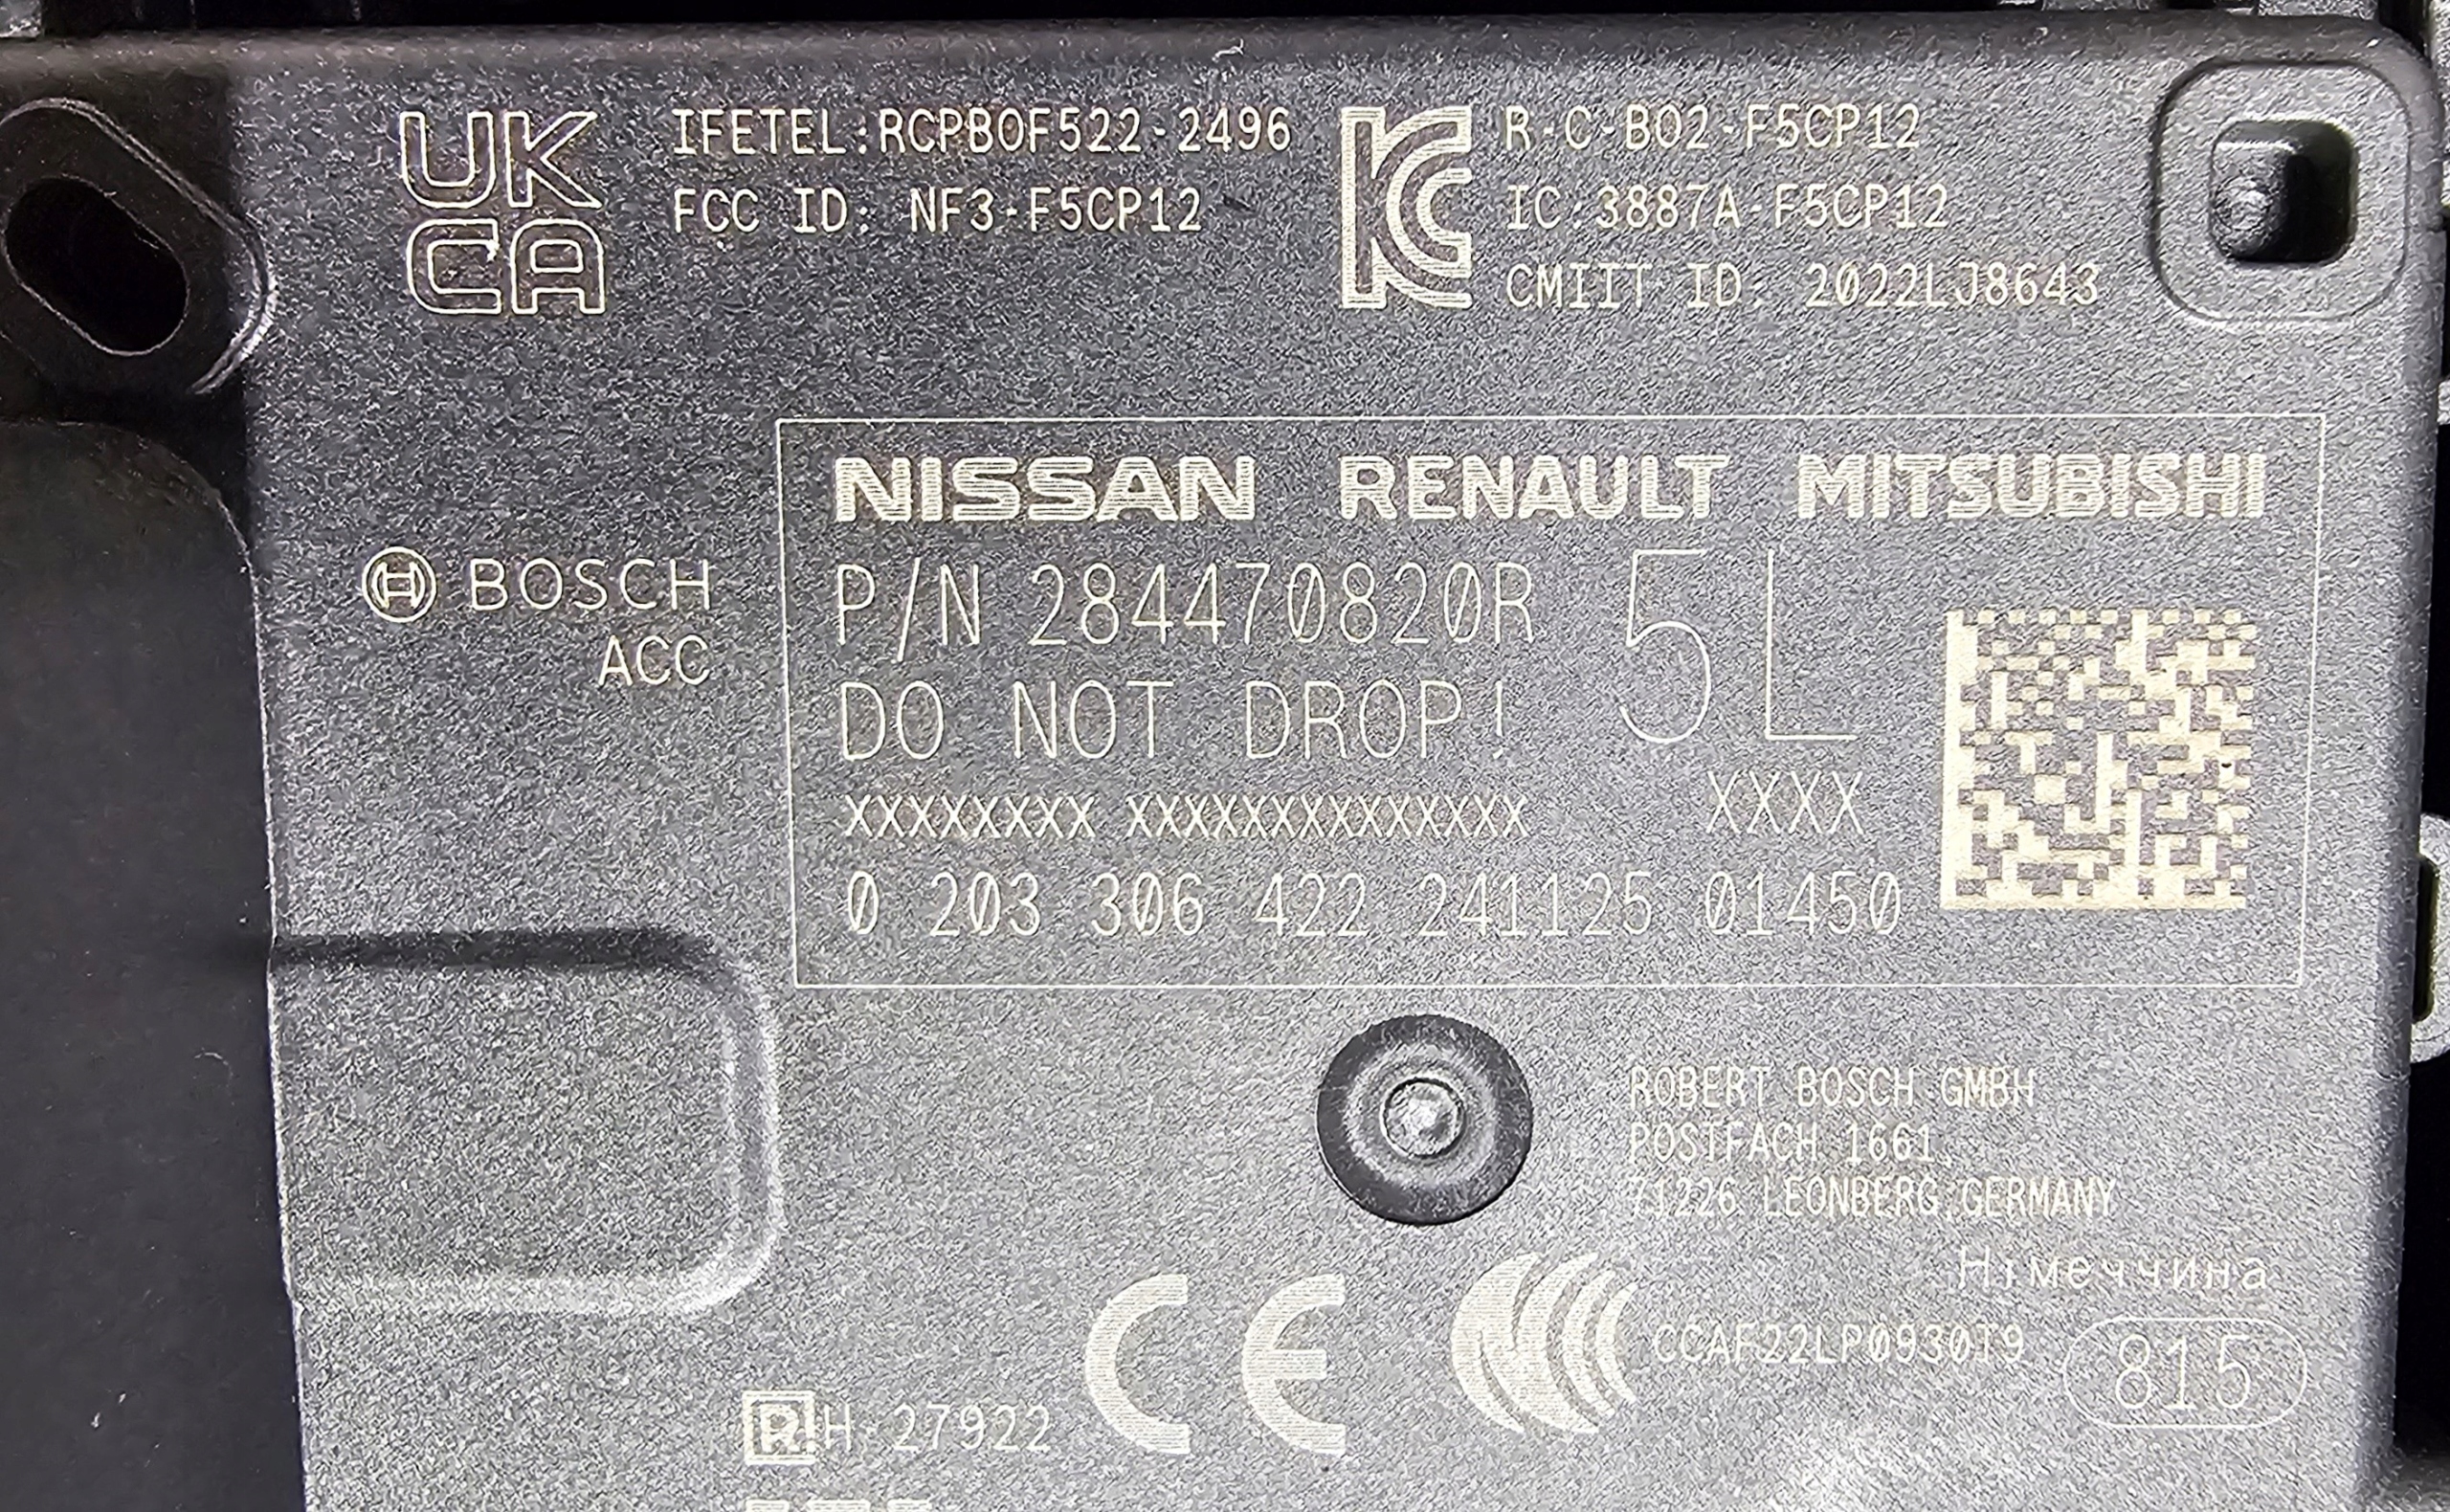 UK
CA
IFETEL:RCPBOF522-2496
FCC ID: NF3-F5CP12
R-C-BO2-F5CP12
IC:3887A-F5CP12
CMIIT ID: 2022LJ8643
NISSAN RENAULT MITSUBISHI
BOSCH
ACC
P/N 284470820R
5L
DO NOT DROP!
XXXXXXXX XXXXXXXXXXXXXX
XXXX
0 203 306 422 241125 01450
ROBERT BOSCH GMBH
POSTFACH 1661,
71226 LEONBERG,GERMANY
Німеччина
CE
CCAF22LP0930T9
815
R H-27922